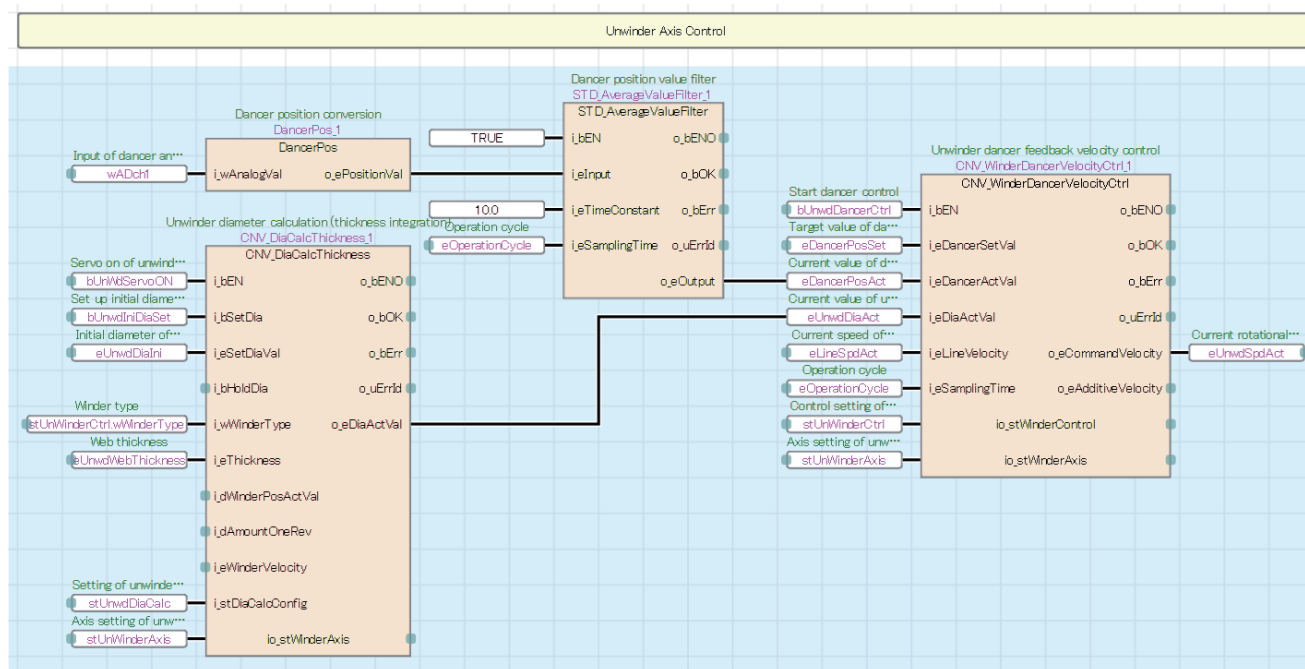 Unwinder Axis Control
Dancer position value filter
STD_AverageValueFilter_1
STD_AverageValueFilter
TRUE
i_bEN
o_bENO
o_bOK
i_eInput
10.0
i_eTimeConstant
o_bErr
Operation cycle
eOperationCycle
i_eSamplingTime
o_uErrId
o_eOutput
Dancer position conversion
DancerPos_1
DancerPos
Input of dancer an…
wADch1
i_wAnalogVal
o_ePositionVal
Unwinder diameter calculation (thickness integration)
CNV_DiaCalcThickness_1
CNV_DiaCalcThickness
Servo on of unwind…
bUnWdServoON
i_bEN
o_bENO
Set up initial diame…
bUnwdIniDiaSet
i_bSetDia
o_bOK
Initial diameter of…
eUnwdDiaIni
i_eSetDiaVal
o_bErr
i_bHoldDia
o_uErrId
Winder type
stUnWinderCtrl.wWinderType
i_wWinderType
o_eDiaActVal
Web thickness
eUnwdWebThickness
i_eThickness
i_dWinderPosActVal
i_dAmountOneRev
i_eWinderVelocity
Setting of unwinde…
stUnwdDiaCalc
i_stDiaCalcConfig
Axis setting of unw…
stUnWinderAxis
io_stWinderAxis
Unwinder dancer feedback velocity control
CNV_WinderDancerVelocityCtrl_1
CNV_WinderDancerVelocityCtrl
Start dancer control
bUnwdDancerCtrl
i_bEN
o_bENO
Target value of da…
eDancerPosSet
i_eDancerSetVal
o_bOK
Current value of d…
eDancerPosAct
i_eDancerActVal
o_bErr
Current value of u…
eUnwdDiaAct
i_eDiaActVal
o_uErrId
Current speed of…
eLineSpdAct
i_eLineVelocity
o_eCommandVelocity
Current rotational…
eUnwdSpdAct
Operation cycle
eOperationCycle
i_eSamplingTime
o_eAdditiveVelocity
Control setting of…
stUnWinderCtrl
io_stWinderControl
Axis setting of unw…
stUnWinderAxis
io_stWinderAxis